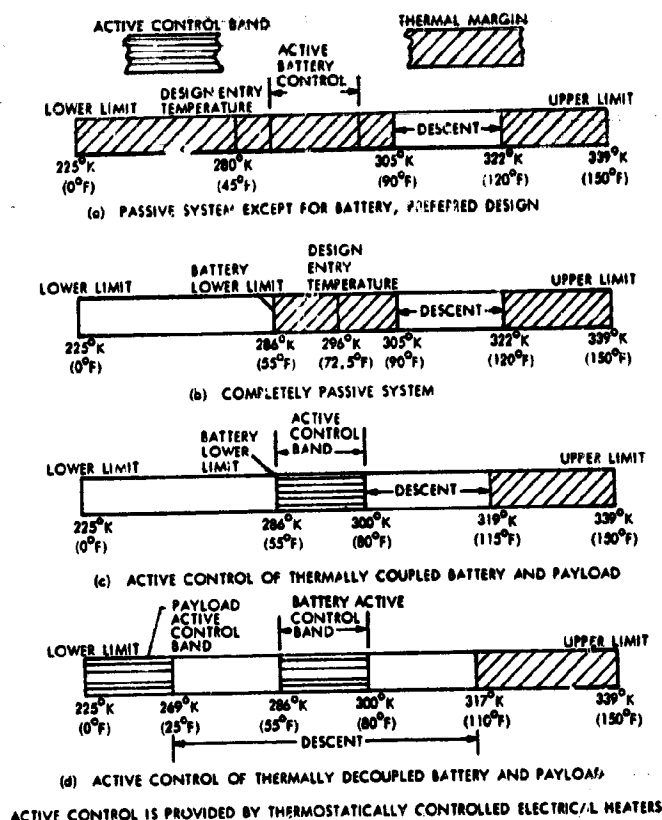 ACTIVE CONTROL BAND
THERMAL MARGIN
ACTIVE
BATTERY
CONTROL
LOWER LIMIT
DESIGN ENTRY
TEMPERATURE
UPPER LIMIT
DESCENT
225°K
(0°F)
280°K
(45°F)
305°K
(90°F)
322°K
(120°F)
339°K
(150°F)
(a) PASSIVE SYSTEM EXCEPT FOR BATTERY, PREFERRED DESIGN
LOWER LIMIT
BATTERY
LOWER LIMIT
DESIGN
ENTRY
TEMPERATURE
UPPER LIMIT
DESCENT
225°K
(0°F)
286°K
(55°F)
296°K
(72.5°F)
305°K
(90°F)
322°K
(120°F)
339°K
(150°F)
(b) COMPLETELY PASSIVE SYSTEM
LOWER LIMIT
BATTERY
LOWER
LIMIT
ACTIVE
CONTROL
BAND
UPPER LIMIT
DESCENT
225°K
(0°F)
286°K
(55°F)
300°K
(80°F)
319°K
(115°F)
339°K
(150°F)
(c) ACTIVE CONTROL OF THERMALLY COUPLED BATTERY AND PAYLOAD
LOWER LIMIT
PAYLOAD
ACTIVE
CONTROL
BAND
BATTERY ACTIVE
CONTROL
BAND
UPPER LIMIT
225°K
(0°F)
269°K
(25°F)
286°K
(55°F)
300°K
(80°F)
317°K
(110°F)
339°K
(150°F)
DESCENT
(d) ACTIVE CONTROL OF THERMALLY DECOUPLED BATTERY AND PAYLOAD
ACTIVE CONTROL IS PROVIDED BY THERMOSTATICALLY CONTROLLED ELECTRICAL HEATERS